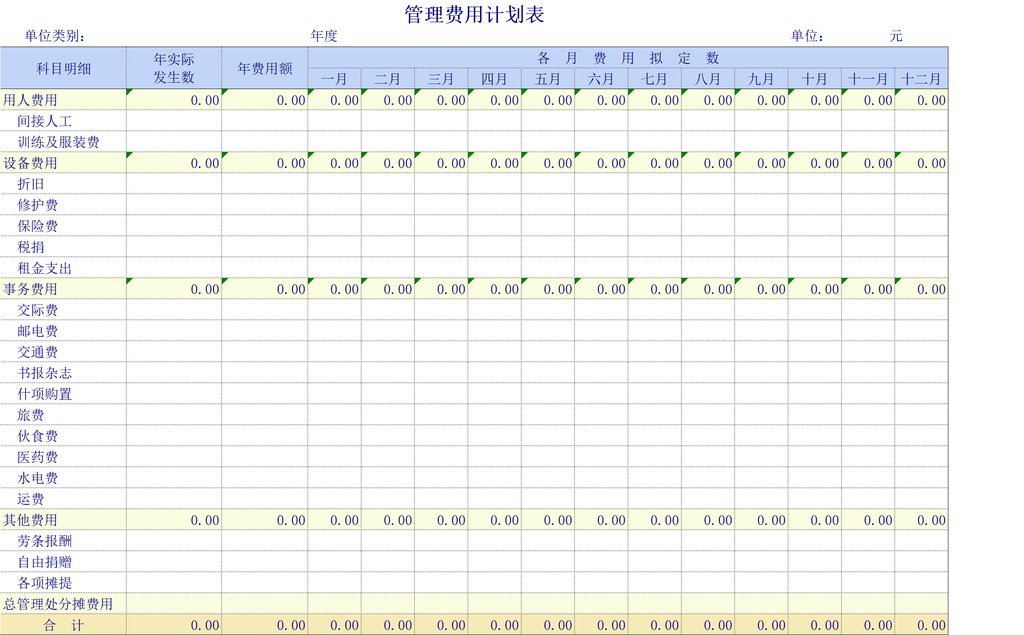 管理费用计划表
单位类别： 年度 单位： 元
科目明细 年实际发生数 年费用额 各 月 费 用 拟 定 数
一月 二月 三月 四月 五月 六月 七月 八月 九月 十月 十一月 十二月
用人费用 0.00 0.00 0.00 0.00 0.00 0.00 0.00 0.00 0.00 0.00 0.00 0.00 0.00 0.00
间接人工
训练及服装费
设备费用 0.00 0.00 0.00 0.00 0.00 0.00 0.00 0.00 0.00 0.00 0.00 0.00 0.00 0.00
折旧
修护费
保险费
税捐
租金支出
事务费用 0.00 0.00 0.00 0.00 0.00 0.00 0.00 0.00 0.00 0.00 0.00 0.00 0.00 0.00
交际费
邮电费
交通费
书报杂志
什项购置
旅费
伙食费
医药费
水电费
运费
其他费用 0.00 0.00 0.00 0.00 0.00 0.00 0.00 0.00 0.00 0.00 0.00 0.00 0.00 0.00
劳条报酬
自由捐赠
各项摊提
总管理处分摊费用
合 计 0.00 0.00 0.00 0.00 0.00 0.00 0.00 0.00 0.00 0.00 0.00 0.00 0.00 0.00